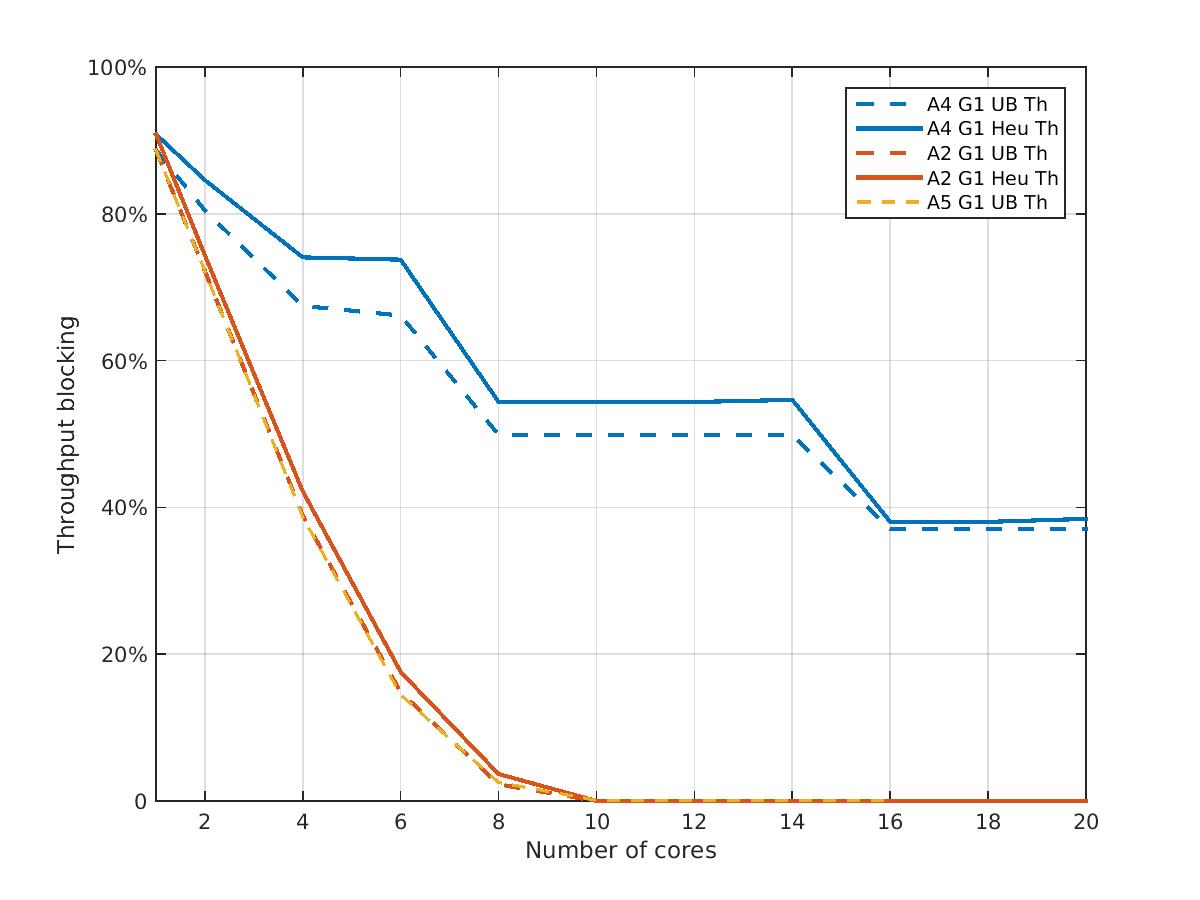 100%
80%
60%
40%
20%
0
Throughput blocking
A4 G1 UB Th
A4 G1 Heu Th
A2 G1 UB Th
A2 G1 Heu Th
A5 G1 UB Th
2 4 6 8 10 12 14 16 18 20
Number of cores